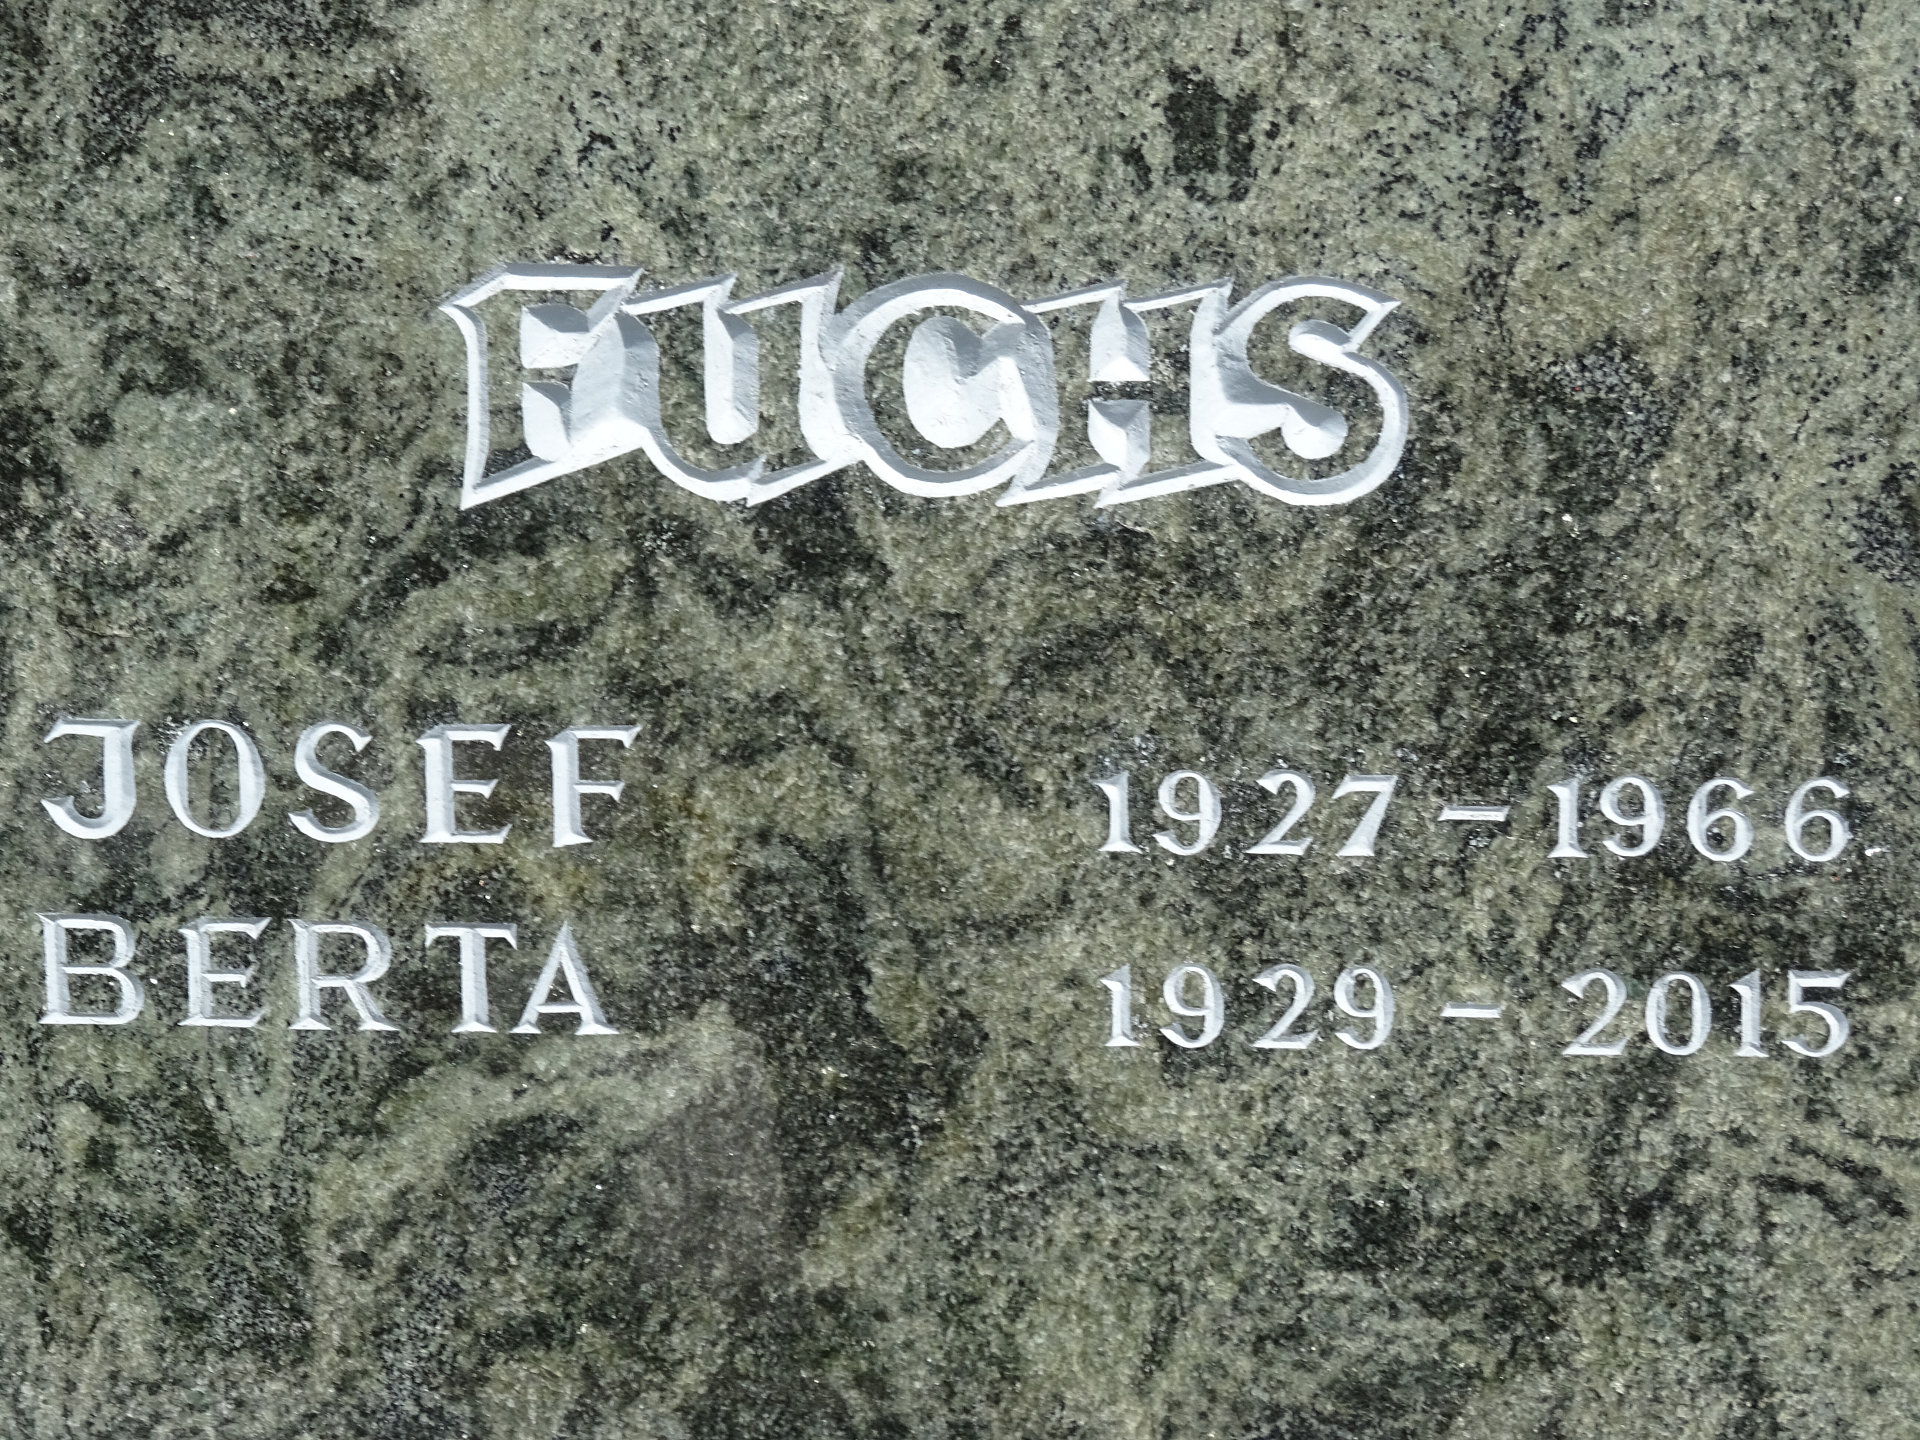 FUCHS
JOSEF 1927 – 1966
BERTA 1929 – 2015